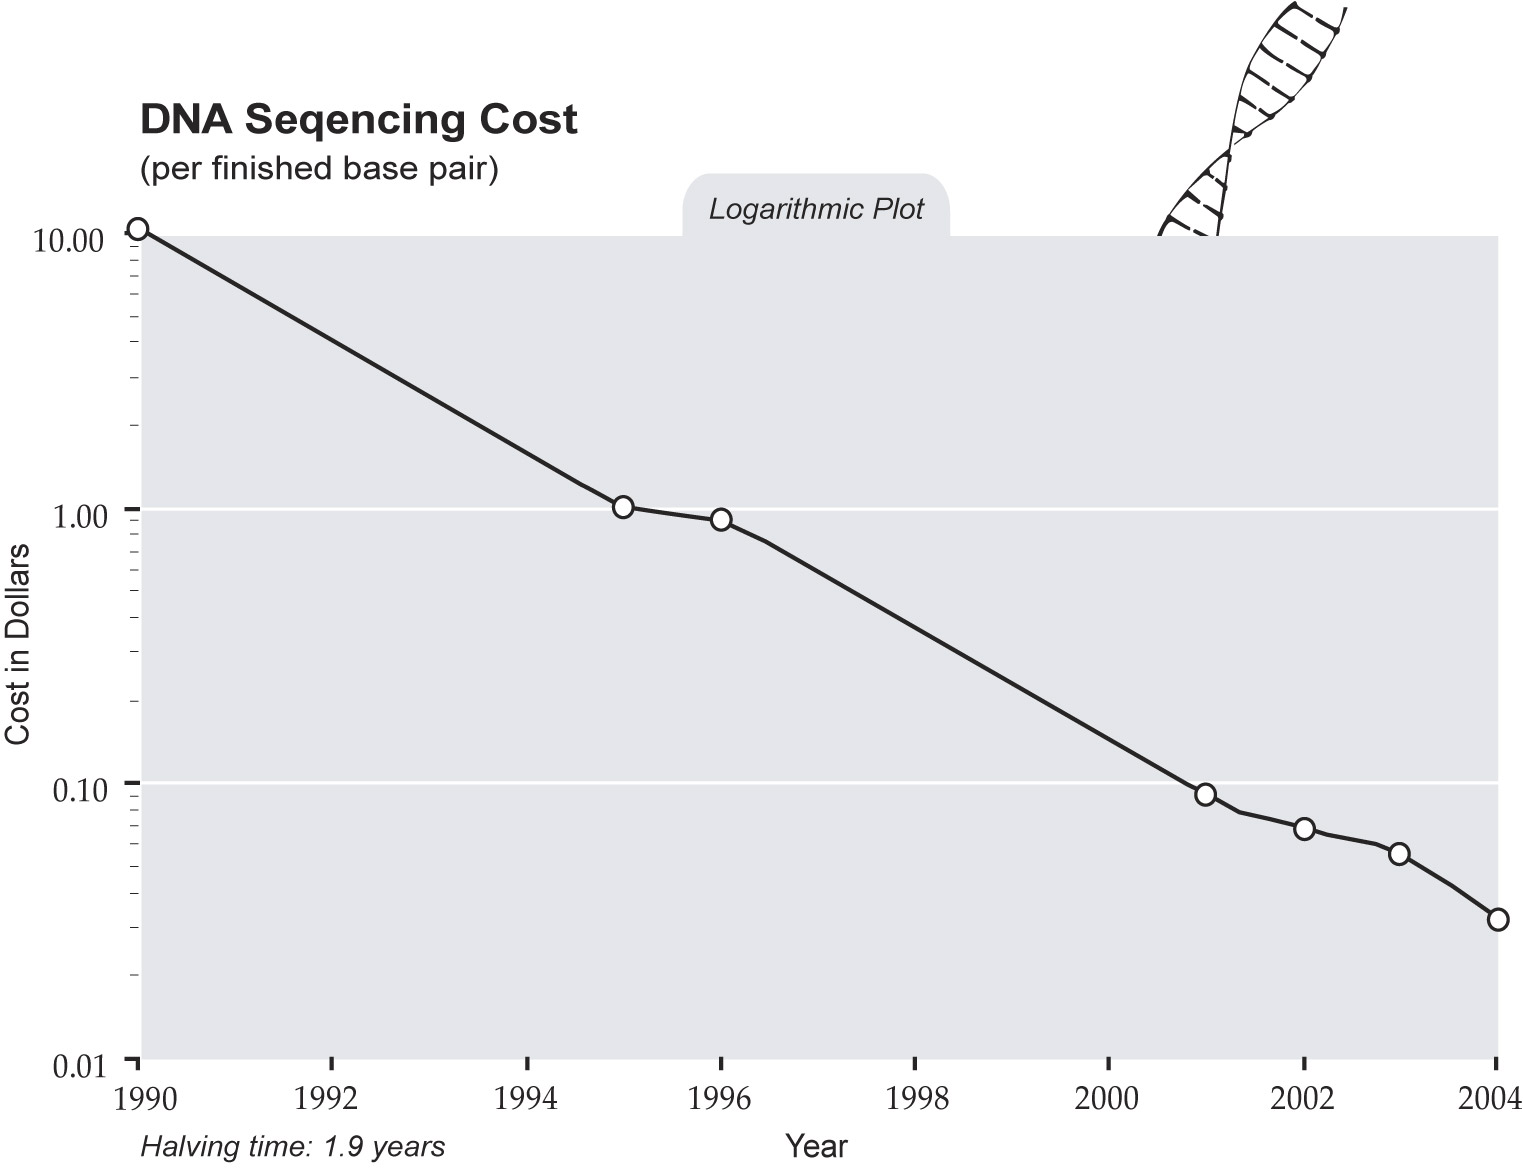 DNA Seqencing Cost
(per finished base pair)
Logarithmic Plot
10.00
1.00
0.10
0.01
Cost in Dollars
1990 1992 1994 1996 1998 2000 2002 2004
Halving time: 1.9 years
Year